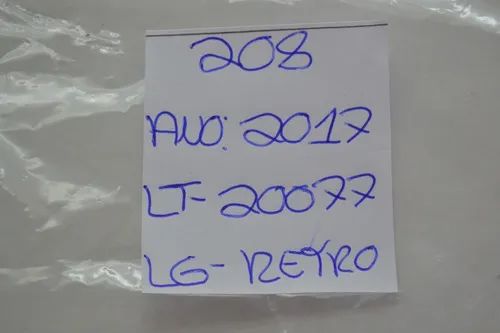 208
ANO: 2017
LT- 20077
LG- RETRO